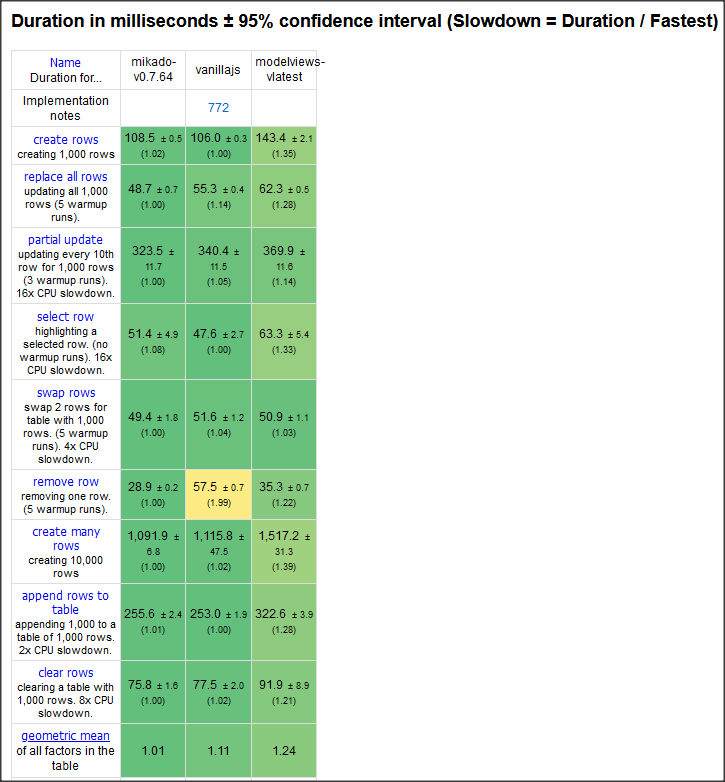 Duration in milliseconds ± 95% confidence interval (Slowdown = Duration / Fastest)
Name
Duration for...
mikado-
v0.7.64
vanillajs
modelviews-
vlatest
Implementation
notes
772
create rows
creating 1,000 rows
108.5 ± 0.5
(1.02)
106.0 ± 0.3
(1.00)
143.4 ± 2.1
(1.35)
replace all rows
updating all 1,000
rows (5 warmup
runs).
48.7 ± 0.7
(1.00)
55.3 ± 0.4
(1.14)
62.3 ± 0.5
(1.28)
partial update
updating every 10th
row for 1,000 rows
(3 warmup runs).
16x CPU slowdown.
323.5 ±
11.7
(1.00)
340.4 ±
11.5
(1.05)
369.9 ±
11.6
(1.14)
select row
highlighting a
selected row. (no
warmup runs). 16x
CPU slowdown.
51.4 ± 4.9
(1.08)
47.6 ± 2.7
(1.00)
63.3 ± 5.4
(1.33)
swap rows
swap 2 rows for
table with 1,000
rows. (5 warmup
runs). 4x CPU
slowdown.
49.4 ± 1.8
(1.00)
51.6 ± 1.2
(1.04)
50.9 ± 1.1
(1.03)
remove row
removing one row.
(5 warmup runs).
28.9 ± 0.2
(1.00)
57.5 ± 0.7
(1.99)
35.3 ± 0.7
(1.22)
create many
rows
creating 10,000
rows
1,091.9 ±
6.8
(1.00)
1,115.8 ±
47.5
(1.02)
1,517.2 ±
31.3
(1.39)
append rows to
table
appending 1,000 to a
table of 1,000 rows.
2x CPU slowdown.
255.6 ± 2.4
(1.01)
253.0 ± 1.9
(1.00)
322.6 ± 3.9
(1.28)
clear rows
clearing a table with
1,000 rows. 8x CPU
slowdown.
75.8 ± 1.6
(1.00)
77.5 ± 2.0
(1.02)
91.9 ± 8.9
(1.21)
geometric mean
of all factors in the
table
1.01
1.11
1.24